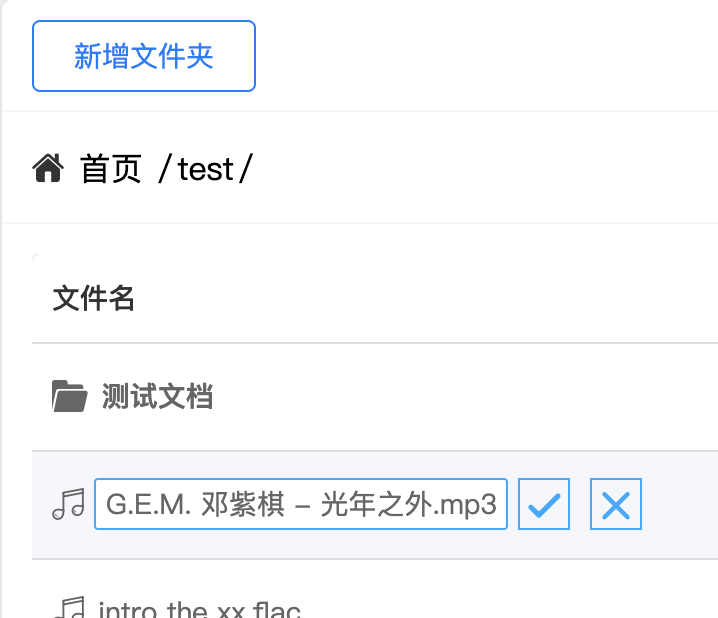 新增文件夹
首页 / test /
文件名
测试文档
G.E.M. 邓紫棋 - 光年之外.mp3
intro the xx.flac